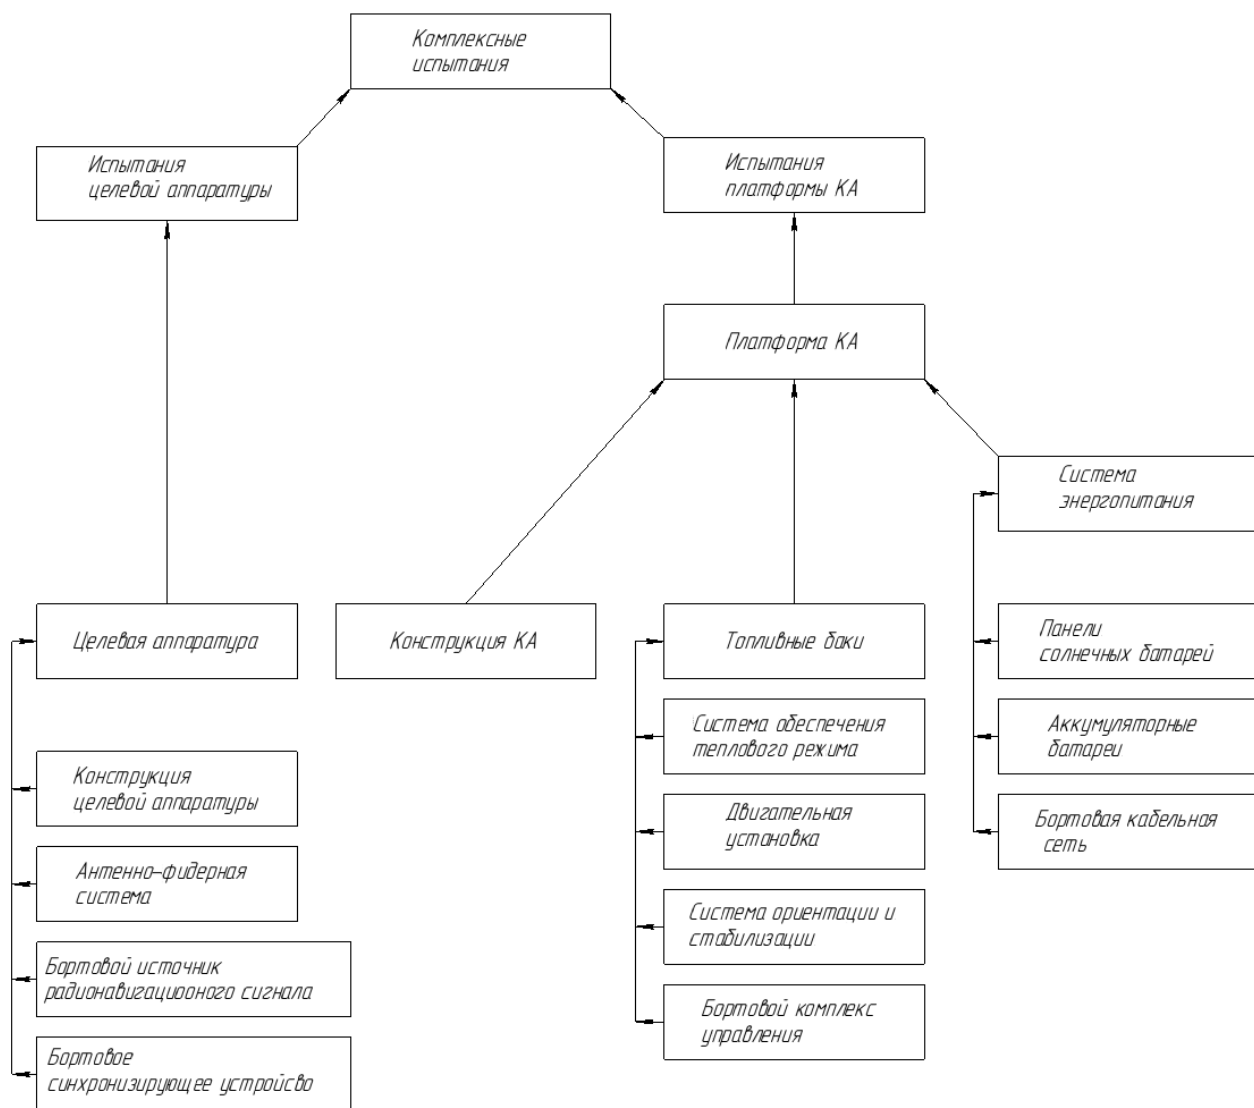 Комплексные
испытания
Испытания
целевой аппаратуры
Испытания
платформы КА
Платформа КА
Система
энергопитания
Целевая аппаратура
Конструкция КА
Топливные баки
Панели
солнечных батарей
Система обеспечения
теплового режима
Аккумуляторные
батареи
Конструкция
целевой аппаратуры
Двигательная
установка
Бортовая кабельная
сеть
Антенно-фидерная
система
Система ориентации и
стабилизации
Бортовой источник
радионавигациооного сигнала
Бортовой комплекс
управления
Бортовое
синхронизирующее устройсво